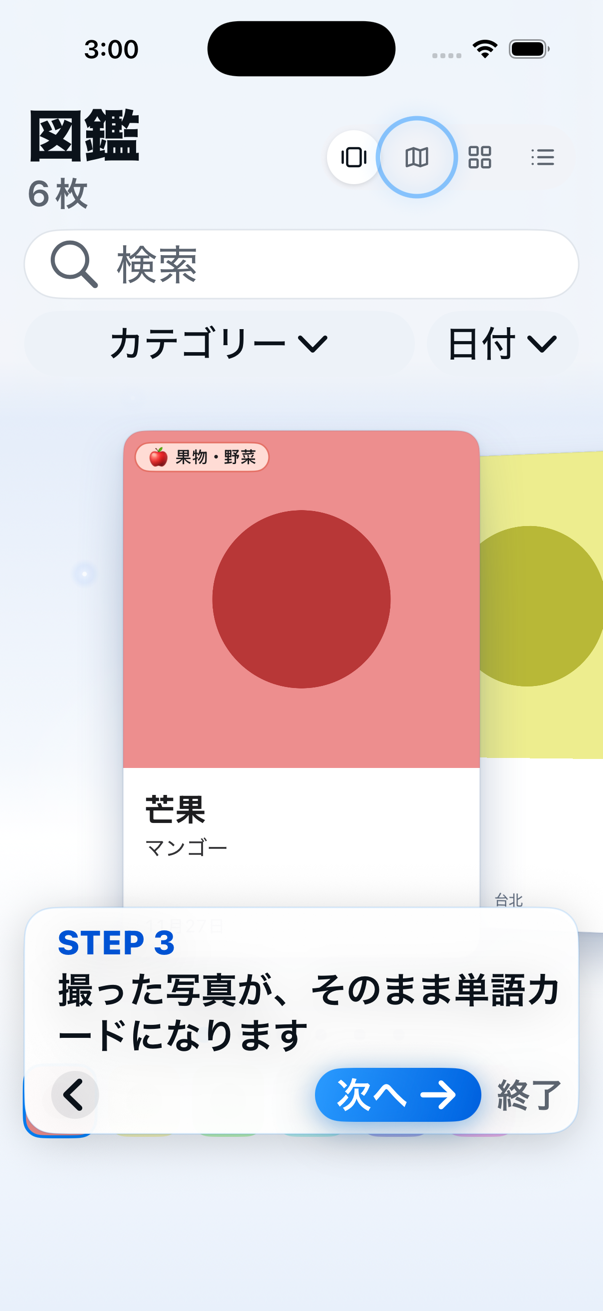 3:00
図鑑
6枚
検索
カテゴリー
日付
果物・野菜
芒果
マンゴー
台北
STEP 3
撮った写真が、そのまま単語カ
ードになります
次へ
終了